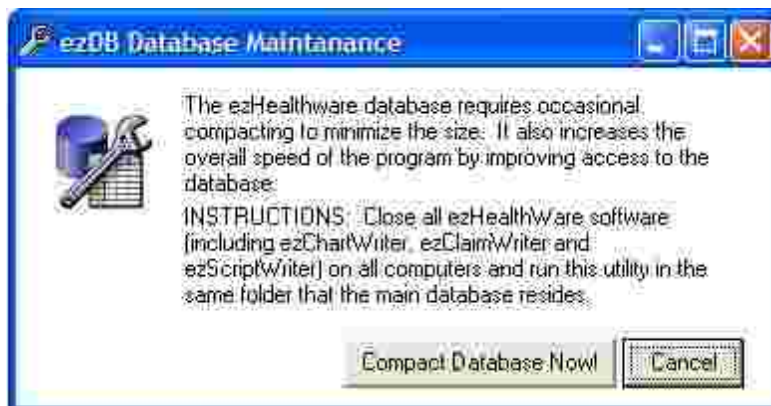 ezDB Database Maintanance
The ezHealthware database requires occasional
compacting to minimize the size. It also increases the
overall speed of the program by improving access to the
database.
INSTRUCTIONS: Close all ezHealthWare software
(including ezChartWriter, ezClaimWriter and
ezScriptWriter) on all computers and run this utility in the
same folder that the main database resides.
Compact Database Now!
Cancel